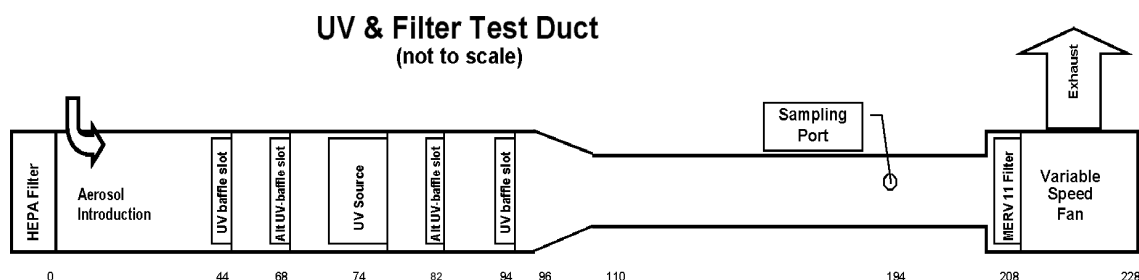 UV & Filter Test Duct
(not to scale)
Exhaust
Sampling
Port
HEPA Filter
Aerosol
Introduction
UV baffle slot
Alt UV-baffle slot
UV Source
Alt UV-baffle slot
UV baffle slot
MERV 11 Filter
Variable
Speed
Fan
0 44 68 74 82 94 96 110 194 208 228